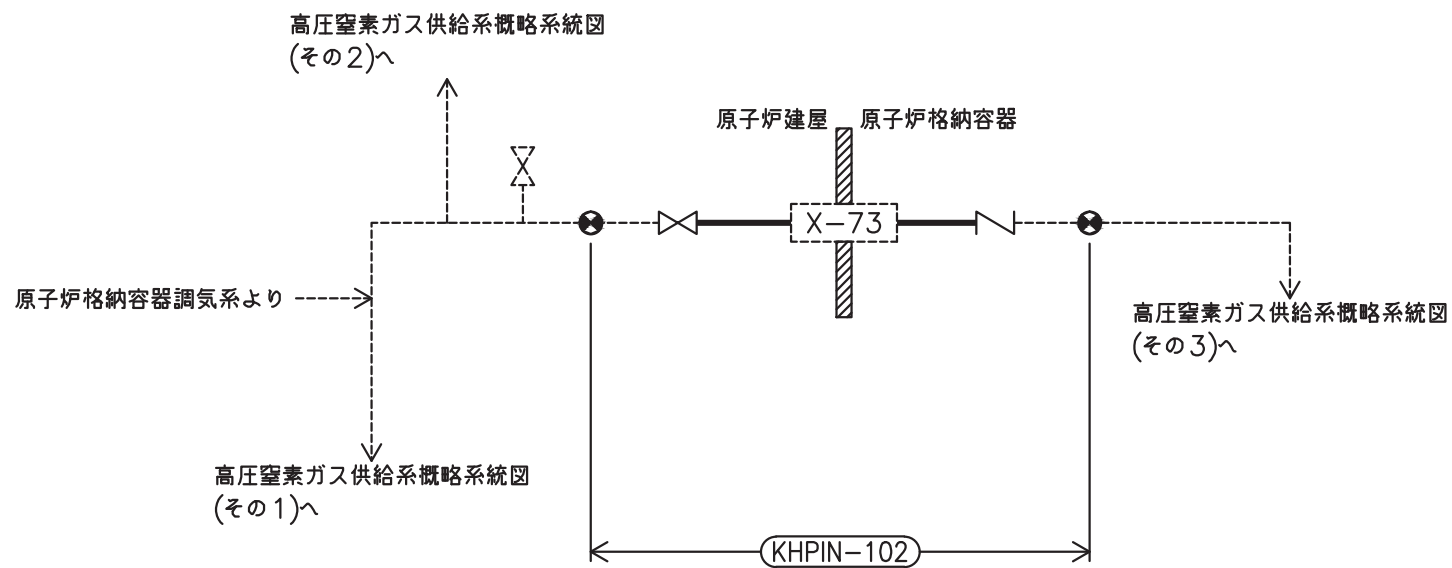 高圧窒素ガス供給系概略系統図
(その2)へ
原子炉建屋
原子炉格納容器
X-73
原子炉格納容器調気系より
高圧窒素ガス供給系概略系統図
(その3)へ
高圧窒素ガス供給系概略系統図
(その1)へ
KHPIN-102